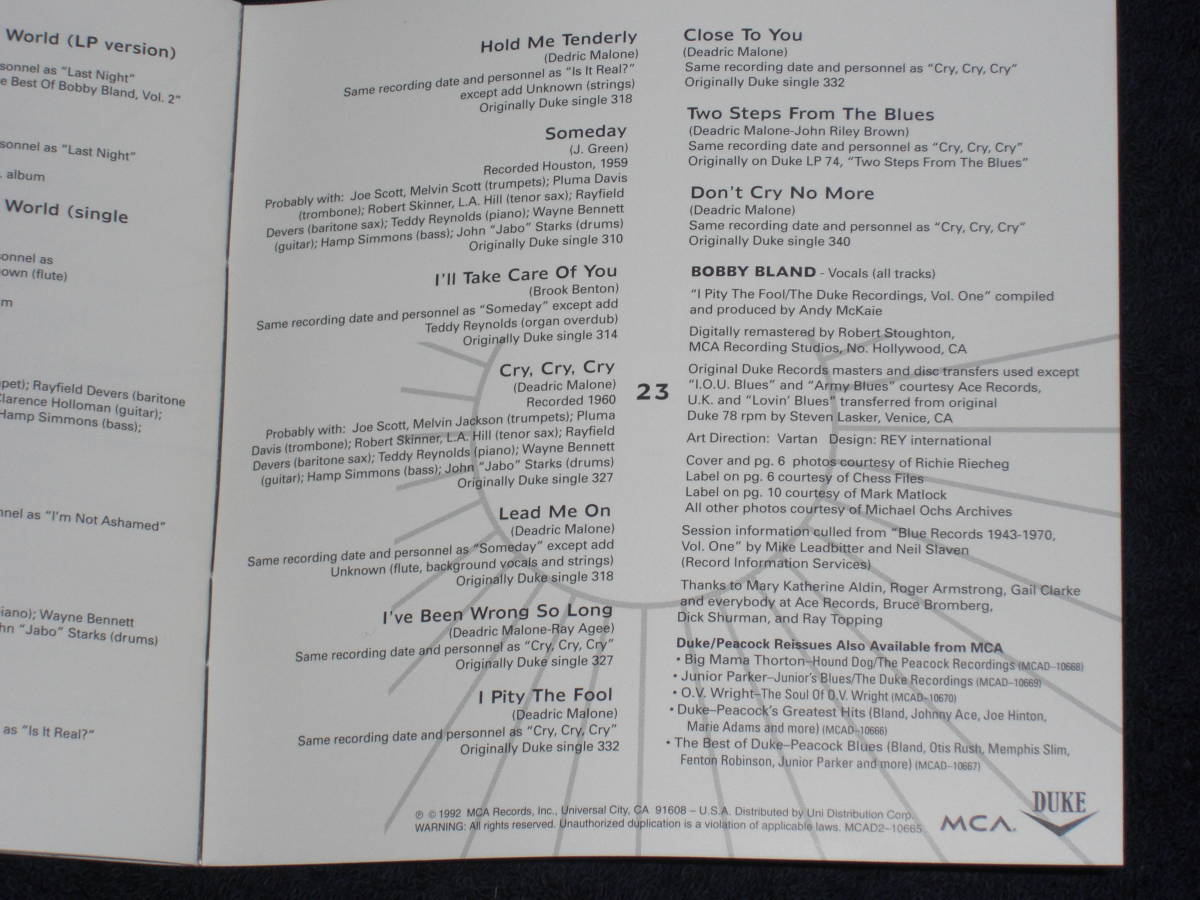 World (LP version)
sonnel as "Last Night"
e Best Of Bobby Bland, Vol. 2"
sonnel as "Last Night"
. album
World (single
onnel as
own (flute)
m
pet); Rayfield Devers (baritone
Clarence Holloman (guitar);
Hamp Simmons (bass);
nnel as "I'm Not Ashamed"
iano); Wayne Bennett
hn "Jabo" Starks (drums)
as "Is It Real?"
Hold Me Tenderly
(Dedric Malone)
Same recording date and personnel as "Is It Real?"
except add Unknown (strings)
Originally Duke single 318
Someday
(J. Green)
Recorded Houston, 1959
Probably with: Joe Scott, Melvin Scott (trumpets); Pluma Davis
(trombone); Robert Skinner, L.A. Hill (tenor sax); Rayfield
Devers (baritone sax); Teddy Reynolds (piano); Wayne Bennett
(guitar); Hamp Simmons (bass); John "Jabo" Starks (drums)
Originally Duke single 310
I'll Take Care Of You
(Brook Benton)
Same recording date and personnel as "Someday" except add
Teddy Reynolds (organ overdub)
Originally Duke single 314
Cry, Cry, Cry
(Deadric Malone)
Recorded 1960
Probably with: Joe Scott, Melvin Jackson (trumpets); Pluma
Davis (trombone); Robert Skinner, L.A. Hill (tenor sax); Rayfield
Devers (baritone sax); Teddy Reynolds (piano); Wayne Bennett
(guitar); Hamp Simmons (bass); John "Jabo" Starks (drums)
Originally Duke single 327
Lead Me On
(Deadric Malone)
Same recording date and personnel as "Someday" except add
Unknown (flute, background vocals and strings)
Originally Duke single 318
I've Been Wrong So Long
(Deadric Malone-Ray Agee)
Same recording date and personnel as "Cry, Cry, Cry"
Originally Duke single 327
I Pity The Fool
(Deadric Malone)
Same recording date and personnel as "Cry, Cry, Cry"
Originally Duke single 332
23
Close To You
(Deadric Malone)
Same recording date and personnel as "Cry, Cry, Cry"
Originally Duke single 332
Two Steps From The Blues
(Deadric Malone-John Riley Brown)
Same recording date and personnel as "Cry, Cry, Cry"
Originally on Duke LP 74, "Two Steps From The Blues"
Don't Cry No More
(Deadric Malone)
Same recording date and personnel as "Cry, Cry, Cry"
Originally Duke single 340
BOBBY BLAND - Vocals (all tracks)
"I Pity The Fool/The Duke Recordings, Vol. One" compiled
and produced by Andy McKaie
Digitally remastered by Robert Stoughton,
MCA Recording Studios, No. Hollywood, CA
Original Duke Records masters and disc transfers used except
"I.O.U. Blues" and "Army Blues" courtesy Ace Records,
U.K. and "Lovin' Blues" transferred from original
Duke 78 rpm by Steven Lasker, Venice, CA
Art Direction: Vartan Design: REY international
Cover and pg. 6 photos courtesy of Richie Riecheg
Label on pg. 6 courtesy of Chess Files
Label on pg. 10 courtesy of Mark Matlock
All other photos courtesy of Michael Ochs Archives
Session information culled from "Blue Records 1943-1970,
Vol. One" by Mike Leadbitter and Neil Slaven
(Record Information Services)
Thanks to Mary Katherine Aldin, Roger Armstrong, Gail Clarke
and everybody at Ace Records, Bruce Bromberg,
Dick Shurman, and Ray Topping
Duke/Peacock Reissues Also Available from MCA
• Big Mama Thorton–Hound Dog/The Peacock Recordings (MCAD–10668)
• Junior Parker–Junior's Blues/The Duke Recordings (MCAD–10669)
• O.V. Wright–The Soul Of O.V. Wright (MCAD–10670)
• Duke–Peacock's Greatest Hits (Bland, Johnny Ace, Joe Hinton,
Marie Adams and more) (MCAD–10666)
• The Best of Duke–Peacock Blues (Bland, Otis Rush, Memphis Slim,
Fenton Robinson, Junior Parker and more) (MCAD–10667)
℗ © 1992 MCA Records, Inc., Universal City, CA 91608 – U.S.A. Distributed by Uni Distribution Corp.
WARNING: All rights reserved. Unauthorized duplication is a violation of applicable laws. MCAD2–10665
MCA
DUKE